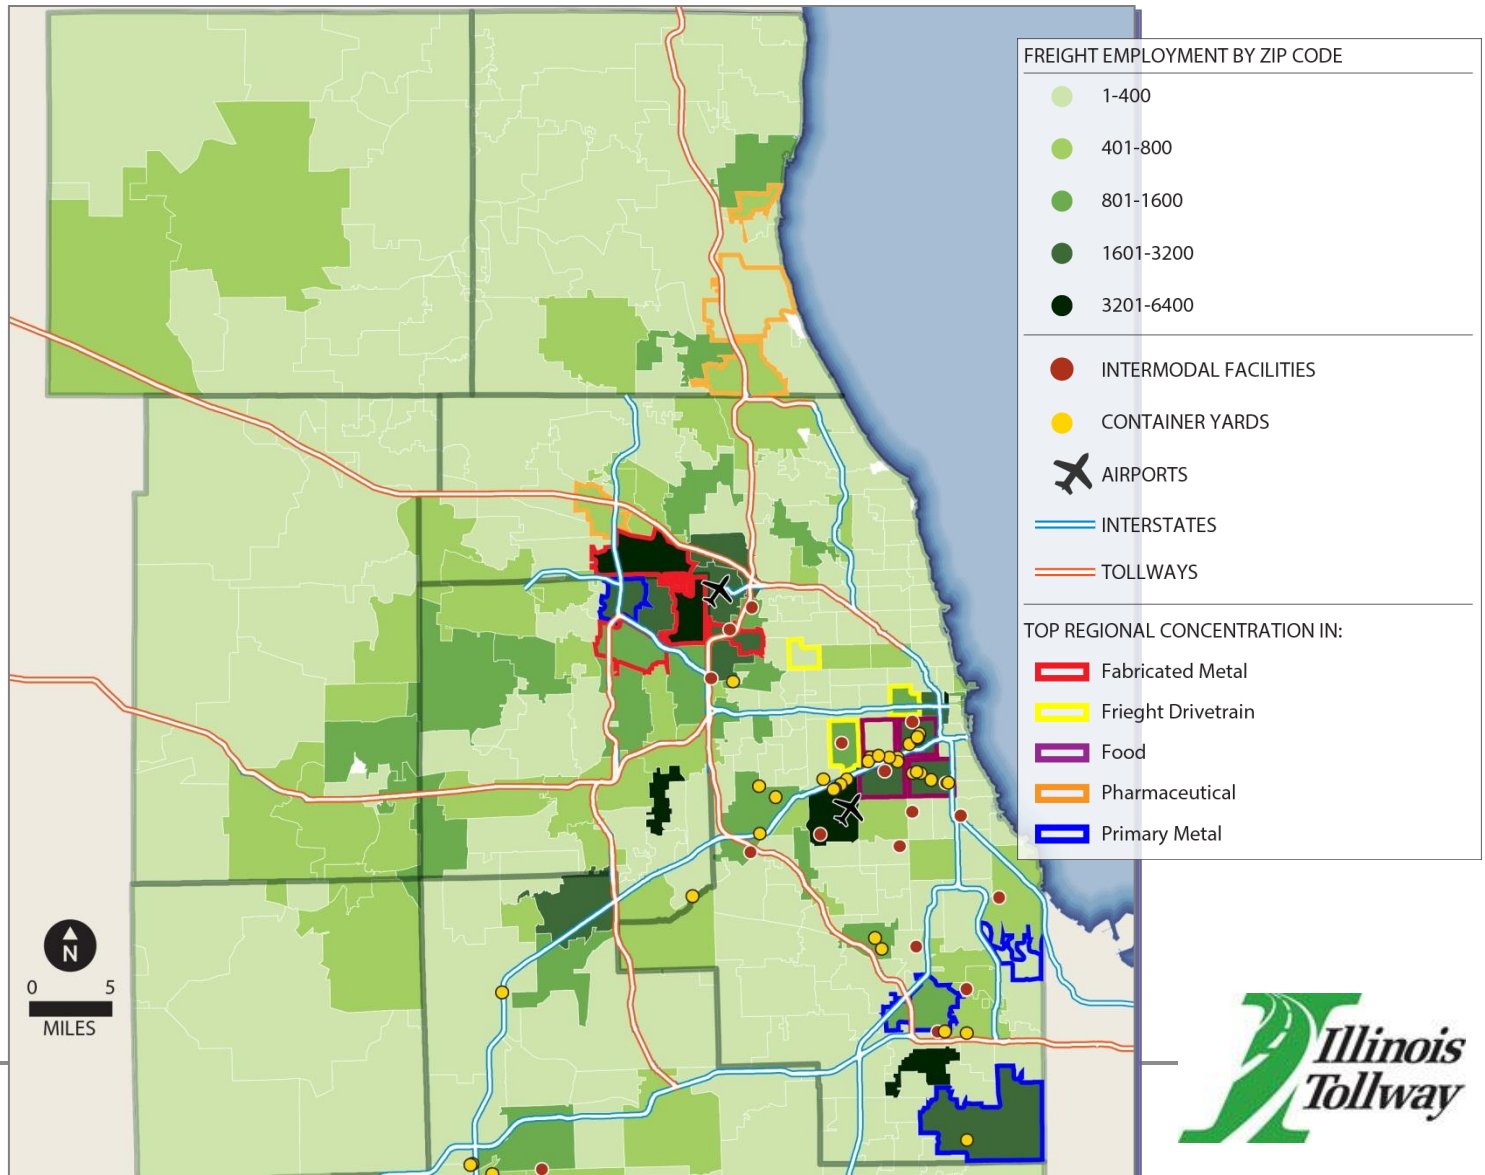 FREIGHT EMPLOYMENT BY ZIP CODE
1-400
401-800
801-1600
1601-3200
3201-6400
INTERMODAL FACILITIES
CONTAINER YARDS
AIRPORTS
INTERSTATES
TOLLWAYS
TOP REGIONAL CONCENTRATION IN:
Fabricated Metal
Frieght Drivetrain
Food
Pharmaceutical
Primary Metal
N
0 5
MILES
Illinois
Tollway